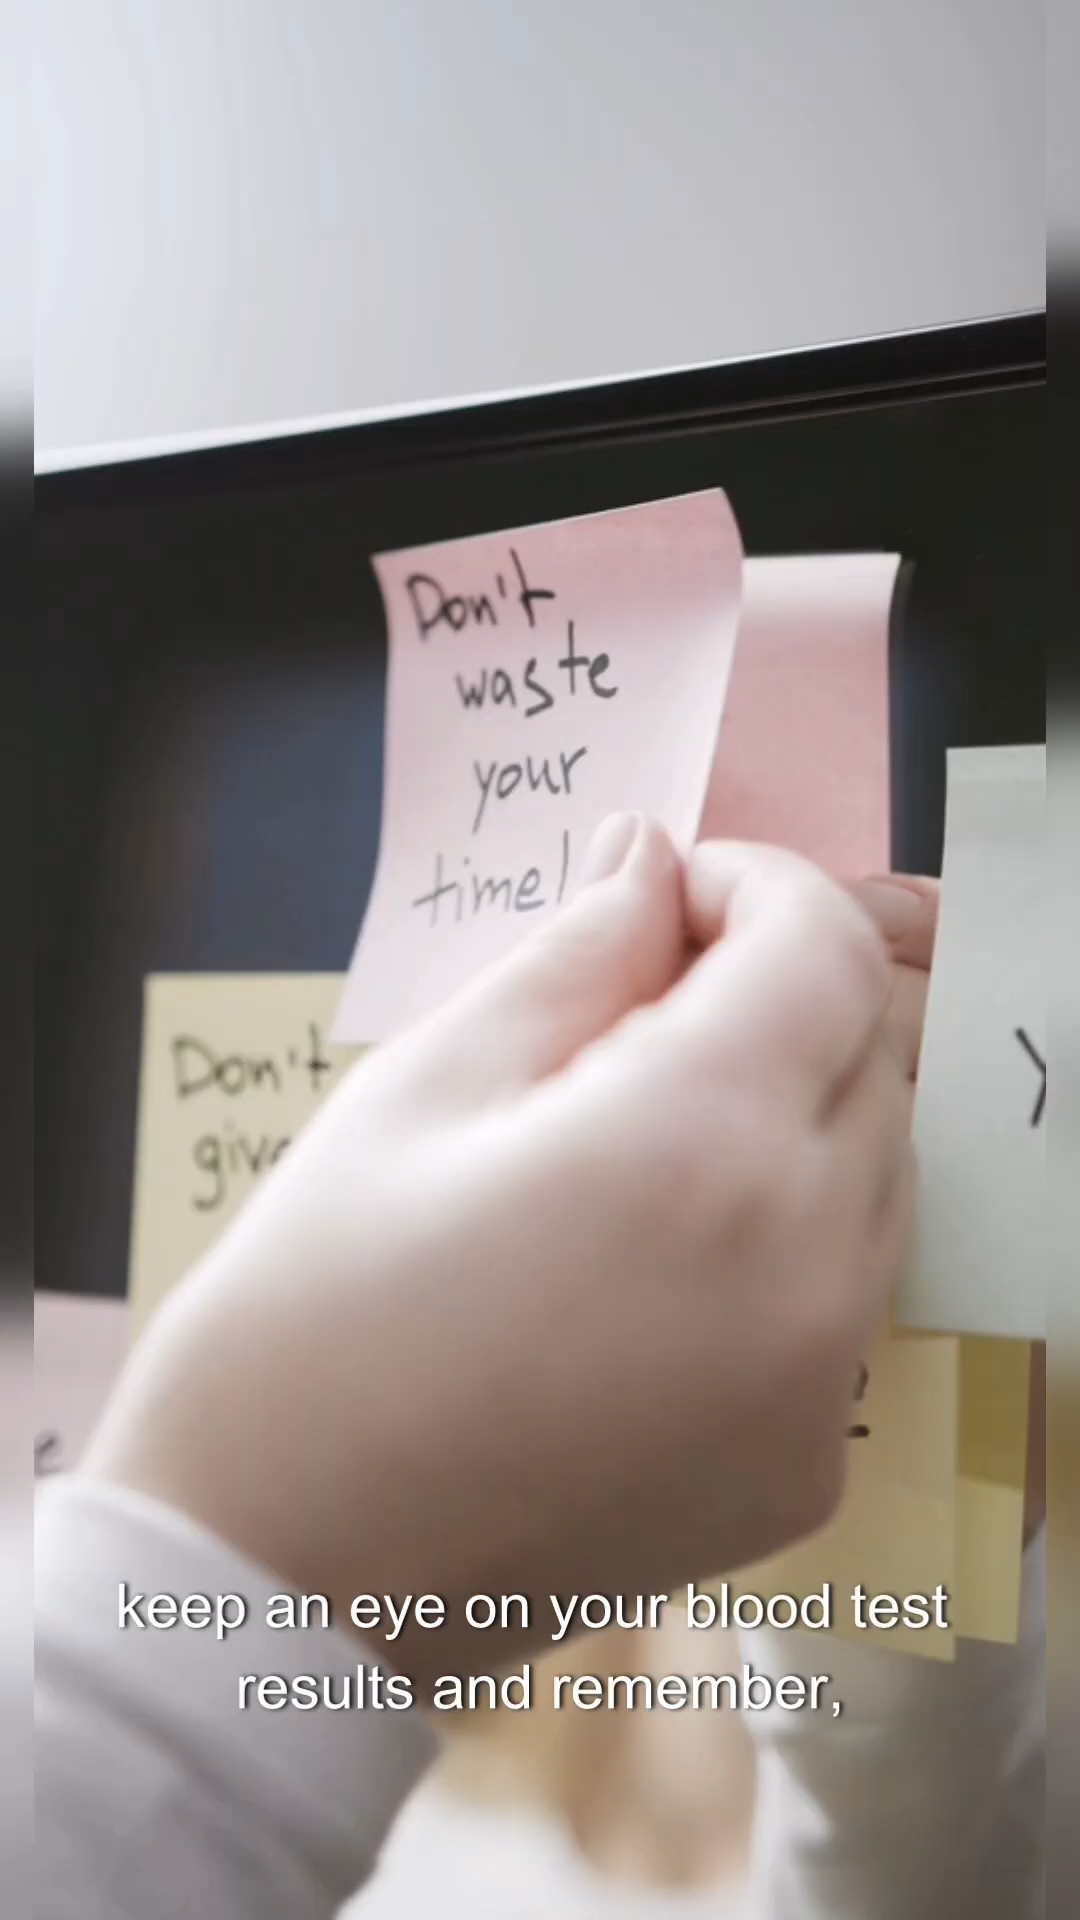 Don't
waste
your
time!
Don't
keep an eye on your blood test
results and remember,